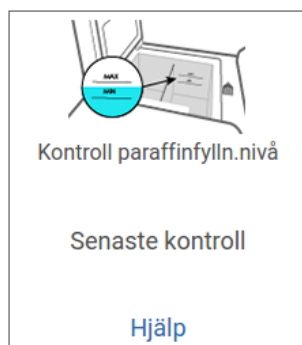 MAX
MIN
Kontroll paraffinfylln.nivå
Senaste kontroll
Hjälp